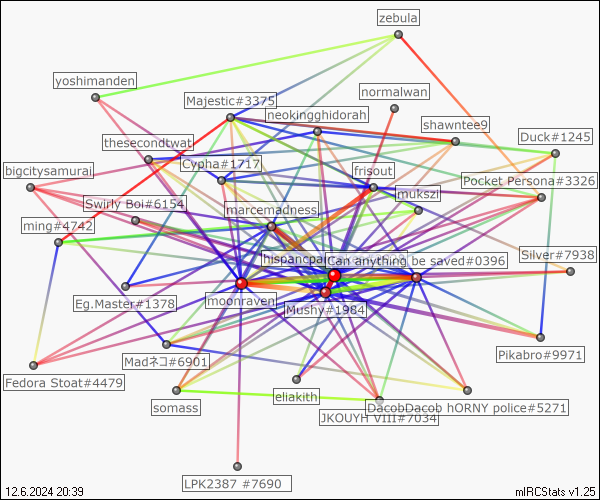 zebula
yoshimanden
normalwan
Majestic#3375
neokingghidorah
shawntee9
thesecondtwat
Duck#1245
Cypha#1717
frisout
bigcitysamurai
Pocket Persona#3326
mukszi
Swirly Boi#6154
marcemadness
ming#4742
Can anything be saved#0396
Silver#7938
Eg.Master#1378
moonraven
Mushy#1984
Madネコ#6901
Pikabro#9971
Fedora Stoat#4479
eliakith
somass
DacobDacob hORNY police#5271
JKOUYH VIII#7034
LPK2387 #7690
12.6.2024 20:39
mIRCStats v1.25